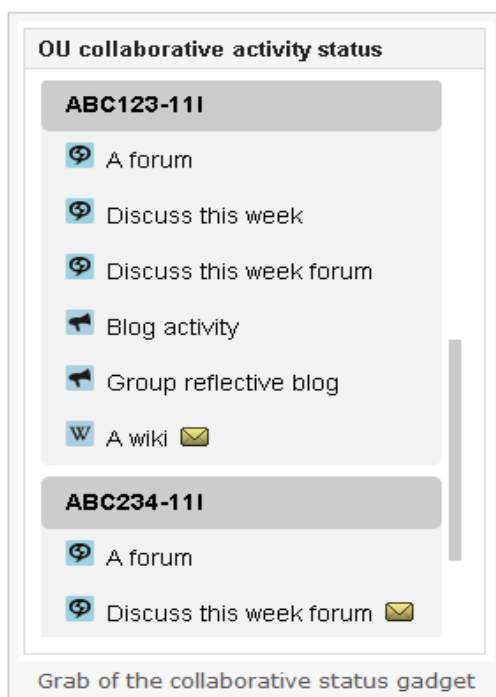 OU collaborative activity status
ABC123-11I
A forum
Discuss this week
Discuss this week forum
Blog activity
Group reflective blog
W A wiki
ABC234-11I
A forum
Discuss this week forum
Grab of the collaborative status gadget